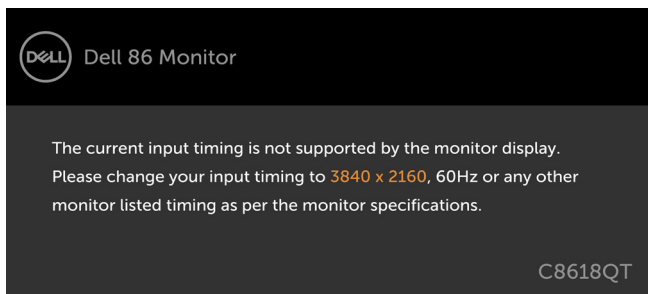 DELL Dell 86 Monitor
The current input timing is not supported by the monitor display.
Please change your input timing to 3840 x 2160, 60Hz or any other
monitor listed timing as per the monitor specifications.
C8618QT